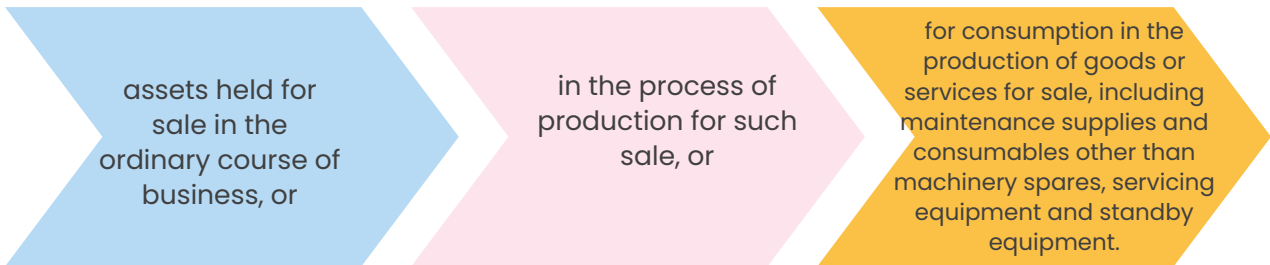 assets held for
sale in the
ordinary course of
business, or
in the process of
production for such
sale, or
for consumption in the
production of goods or
services for sale, including
maintenance supplies and
consumables other than
machinery spares, servicing
equipment and standby
equipment.